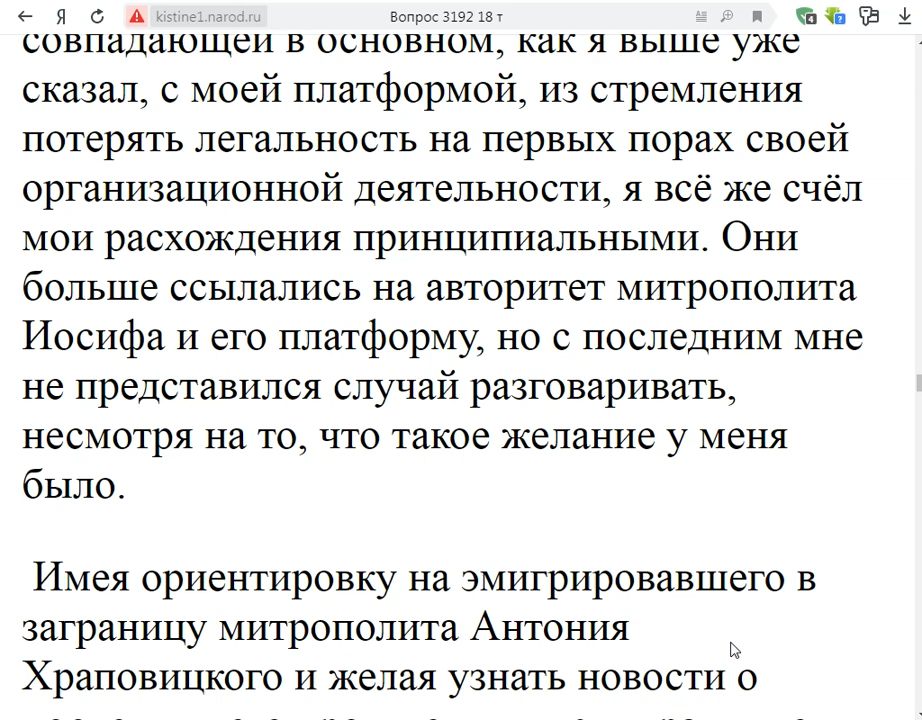 Я kistine1.narod.ru Вопрос 3192 18 т
совпадающей в основном, как я выше уже
сказал, с моей платформой, из стремления
потерять легальность на первых порах своей
организационной деятельности, я всё же счёл
мои расхождения принципиальными. Они
больше ссылались на авторитет митрополита
Иосифа и его платформу, но с последним мне
не представился случай разговаривать,
несмотря на то, что такое желание у меня
было.
Имея ориентировку на эмигрировавшего в
заграницу митрополита Антония
Храповицкого и желая узнать новости о